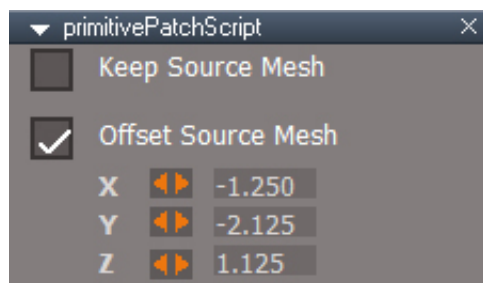 primitivePatchScript
Keep Source Mesh
Offset Source Mesh
X -1.250
Y -2.125
Z 1.125